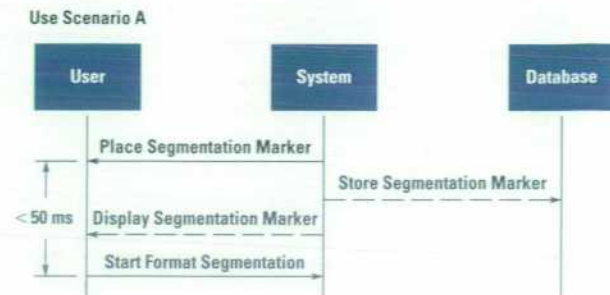 Use Scenario A
User
System
Database
Place Segmentation Marker
Store Segmentation Marker
< 50 ms
Display Segmentation Marker
Start Format Segmentation